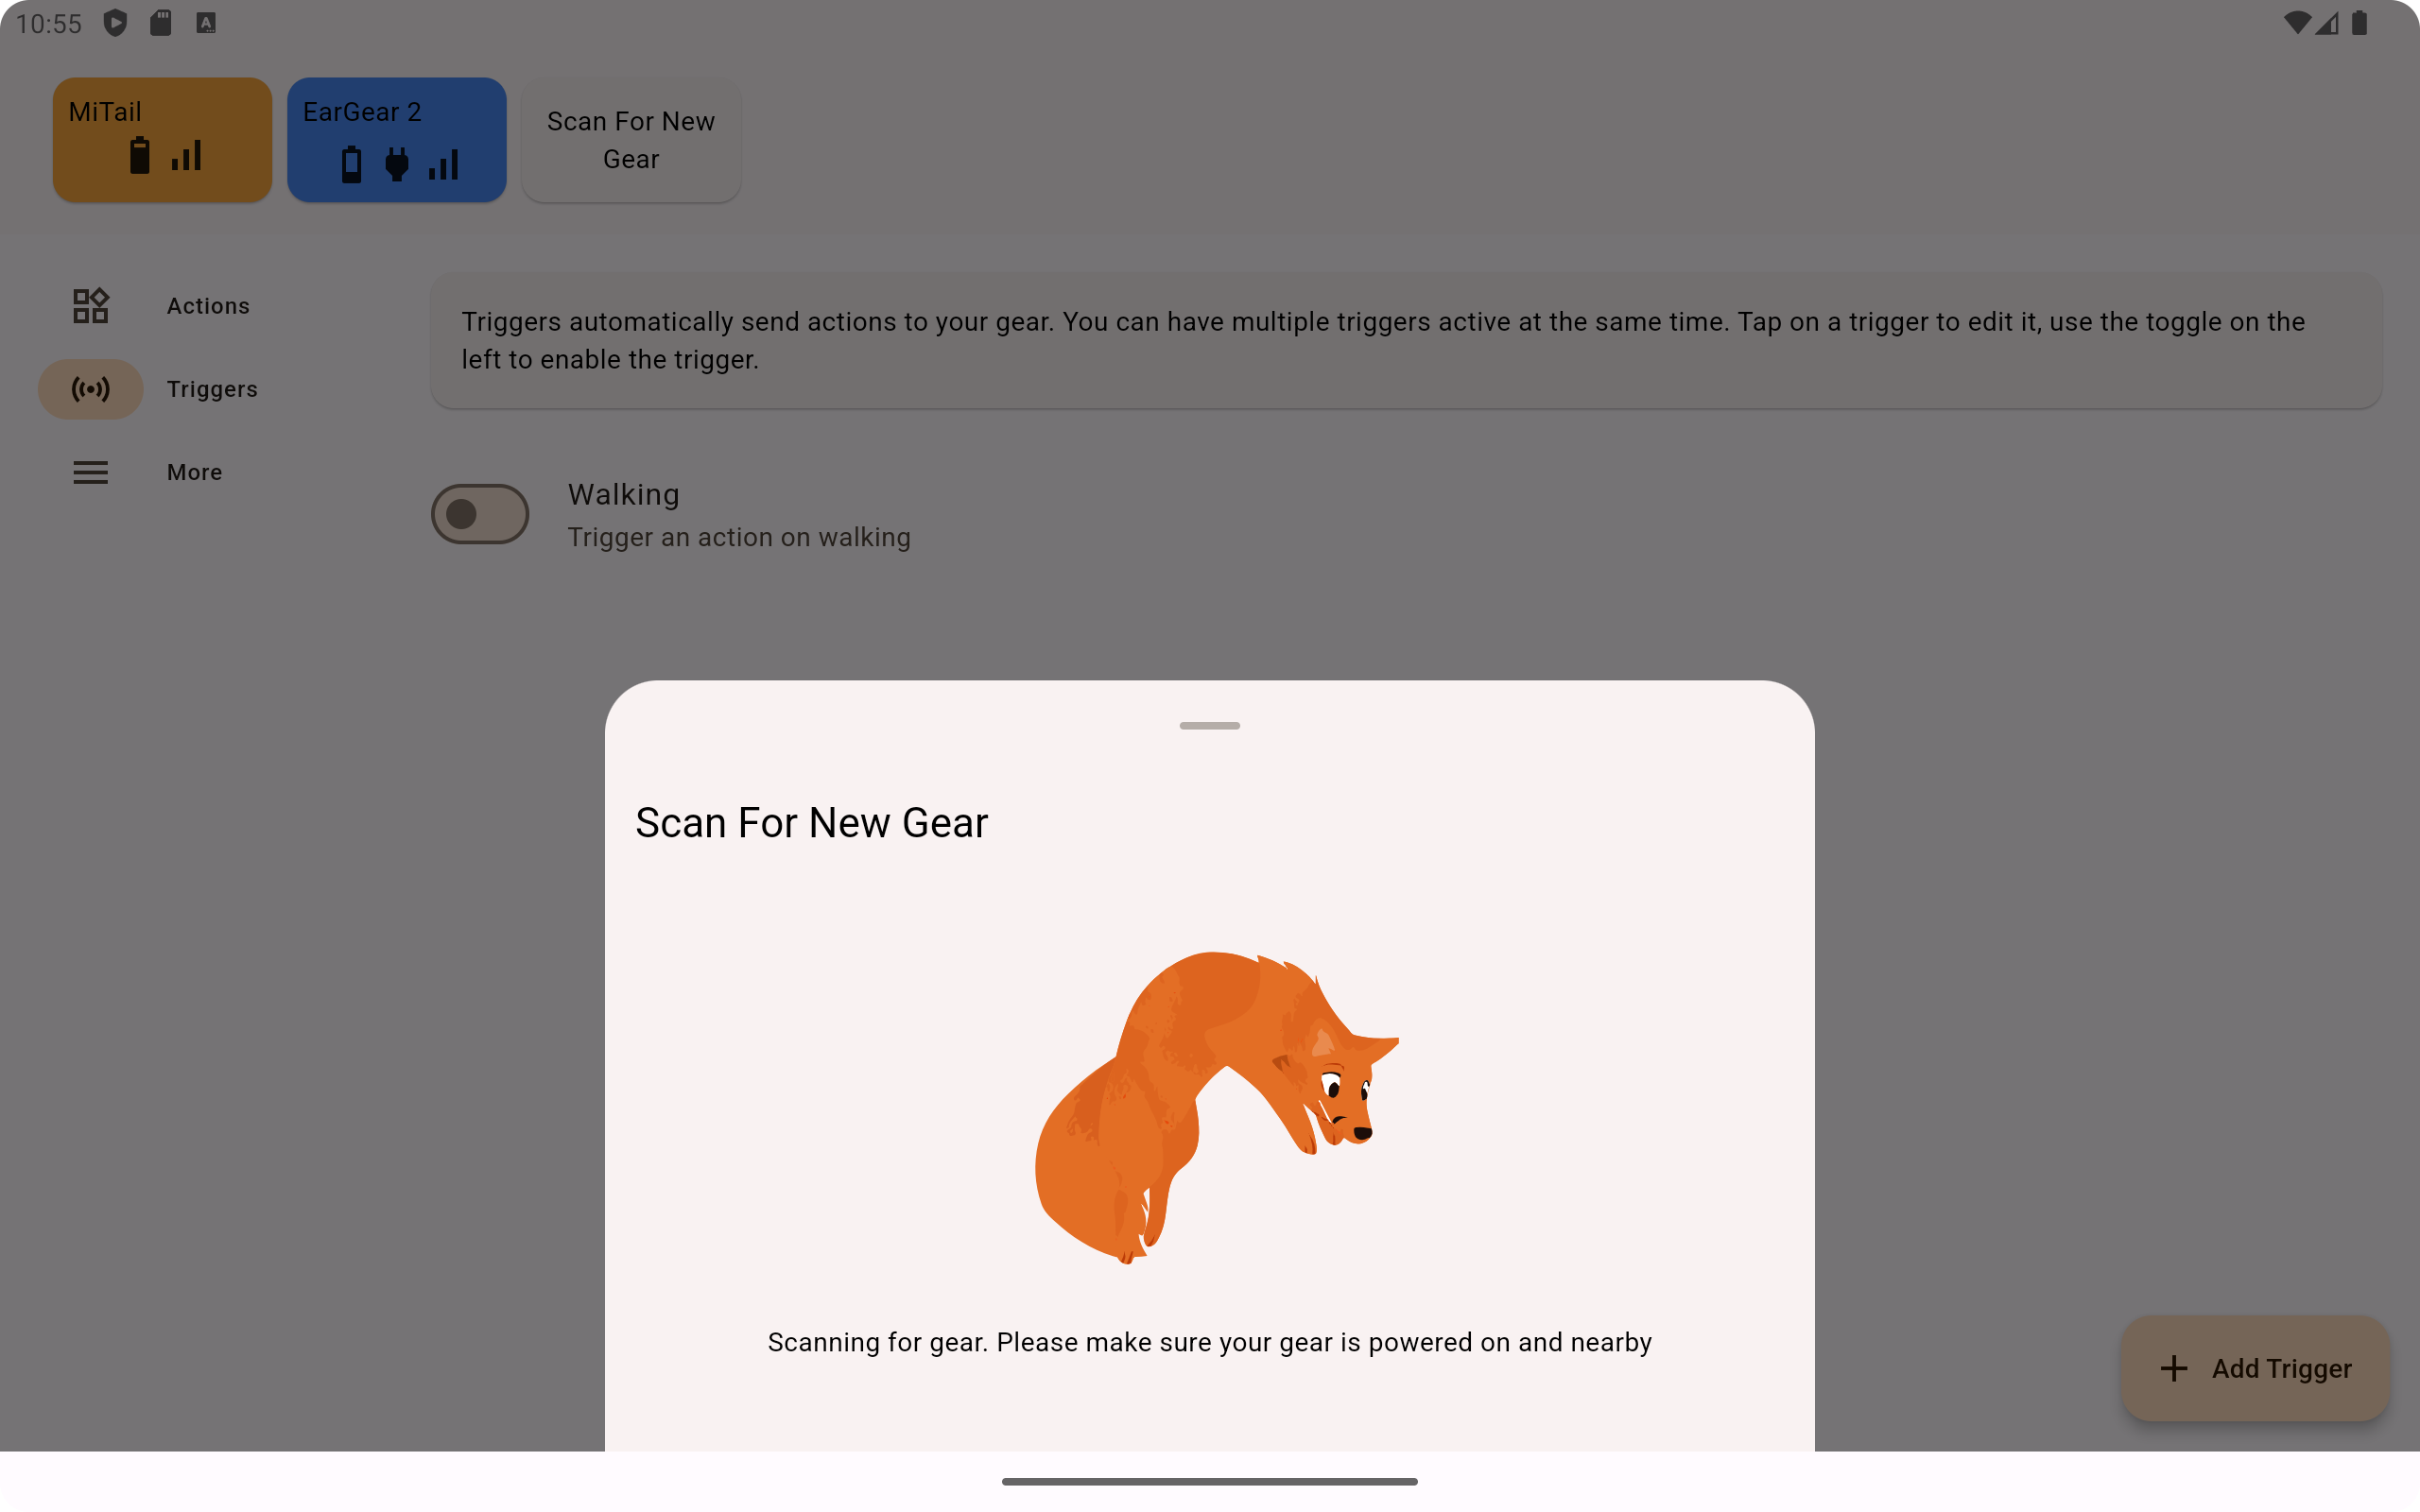 10:55
MiTail
EarGear 2
Scan For New
Gear
Actions
Triggers
More
Triggers automatically send actions to your gear. You can have multiple triggers active at the same time. Tap on a trigger to edit it, use the toggle on the
left to enable the trigger.
Walking
Trigger an action on walking
Scan For New Gear
Scanning for gear. Please make sure your gear is powered on and nearby
Add Trigger